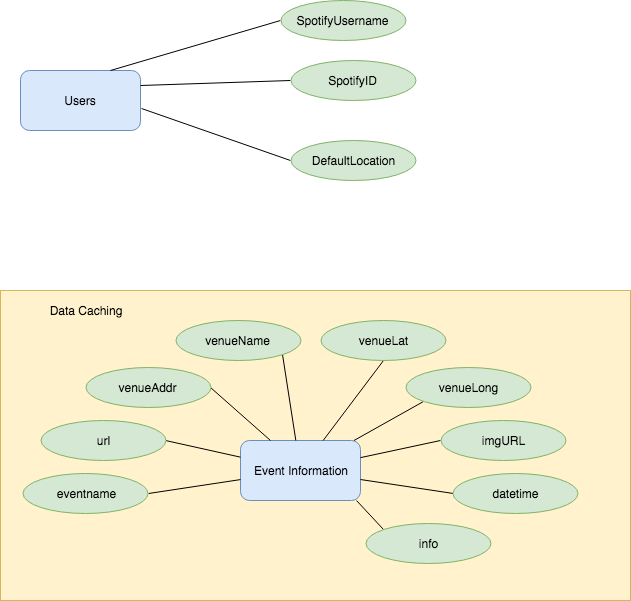 SpotifyUsername
SpotifyID
Users
DefaultLocation
Data Caching
venueName
venueLat
venueAddr
venueLong
url
imgURL
Event Information
eventname
datetime
info